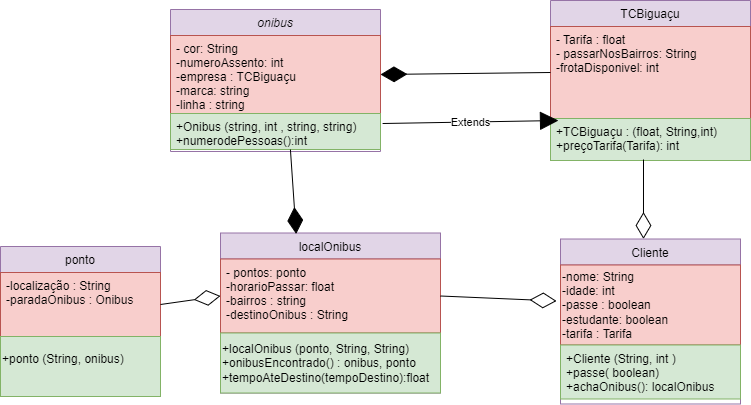 onibus
- cor: String
-numeroAssento: int
-empresa : TCBiguaçu
-marca: string
-linha : string
+Onibus (string, int , string, string)
+numerodePessoas():int
TCBiguaçu
- Tarifa : float
- passarNosBairros: String
-frotaDisponivel: int
+TCBiguaçu : (float, String,int)
+preçoTarifa(Tarifa): int
Extends
ponto
-localização : String
-paradaOnibus : Onibus
+ponto (String, onibus)
localOnibus
- pontos: ponto
-horarioPassar: float
-bairros : string
-destinoOnibus : String
+localOnibus (ponto, String, String)
+onibusEncontrado() : onibus, ponto
+tempoAteDestino(tempoDestino):float
Cliente
-nome: String
-idade: int
-passe : boolean
-estudante: boolean
-tarifa : Tarifa
+Cliente (String, int )
+passe( boolean)
+achaOnibus(): localOnibus